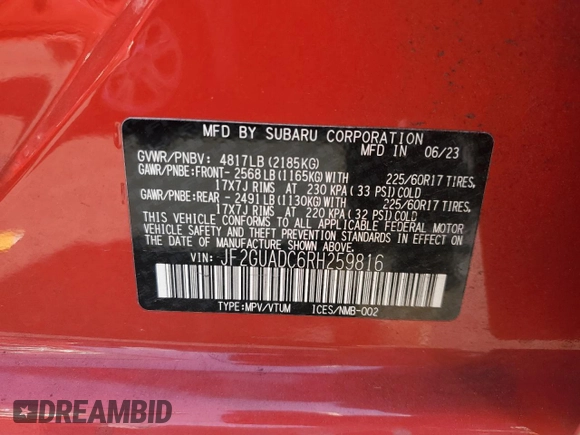 MFD BY SUBARU CORPORATION
MFD IN 06/23
GVWR/PNBV: 4817LB(2185KG)
GAWR/PNBE:FRONT-2568LB(1165KG)WITH 225/60R17 TIRES,
17X7J RIMS AT 230 KPA(33 PSI)COLD
GAWR/PNBE:REAR -2491LB(1130KG)WITH 225/60R17 TIRES,
17X7J RIMS AT 220 KPA(32 PSI)COLD
THIS VEHICLE CONFORMS TO ALL APPLICABLE FEDERAL MOTOR
VEHICLE SAFETY AND THEFT PREVENTION STANDARDS IN EFFECT
ON THE DATE OF MANUFACTURE SHOWN ABOVE.
VIN: JF2GUADC6RH259816
TYPE:MPV/VTUM ICES/NMB-002
DREAMBID